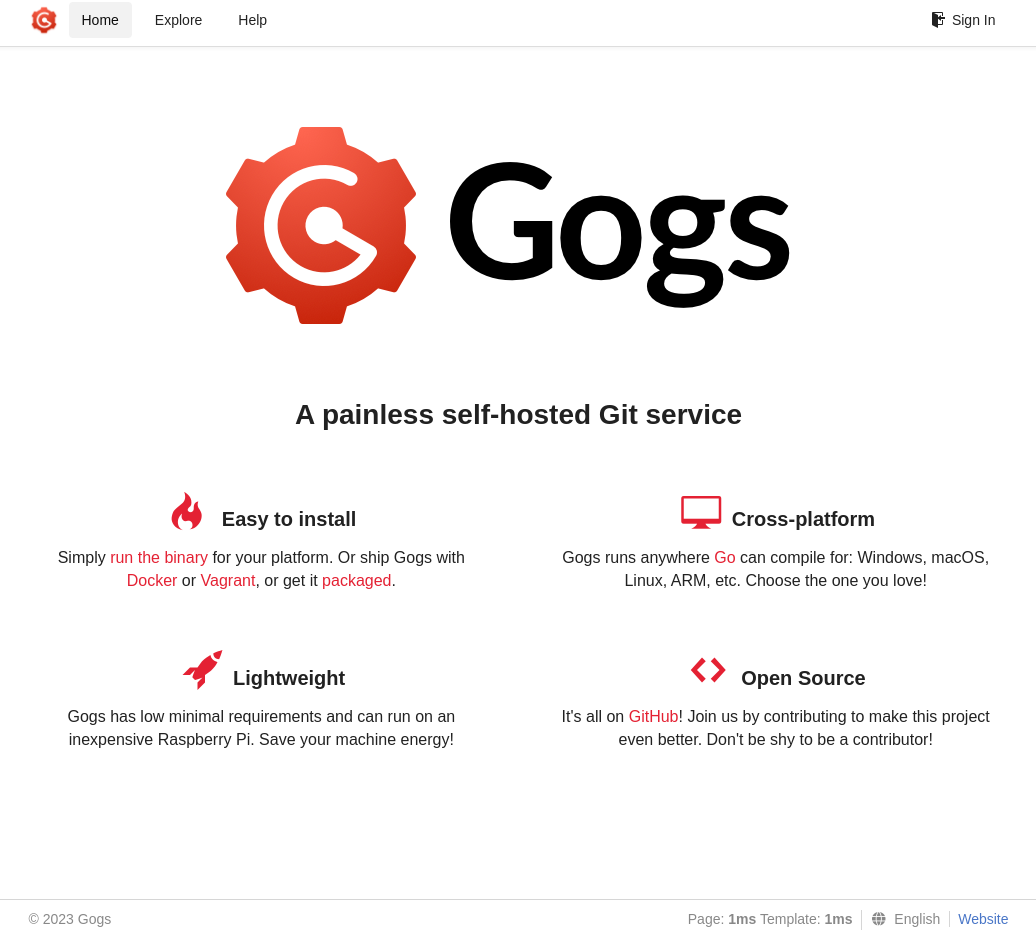 Home Explore Help Sign In
Gogs
A painless self-hosted Git service
Easy to install
Simply run the binary for your platform. Or ship Gogs with
Docker or Vagrant, or get it packaged.
Cross-platform
Gogs runs anywhere Go can compile for: Windows, macOS,
Linux, ARM, etc. Choose the one you love!
Lightweight
Gogs has low minimal requirements and can run on an
inexpensive Raspberry Pi. Save your machine energy!
Open Source
It's all on GitHub! Join us by contributing to make this project
even better. Don't be shy to be a contributor!
© 2023 Gogs Page: 1ms Template: 1ms English Website